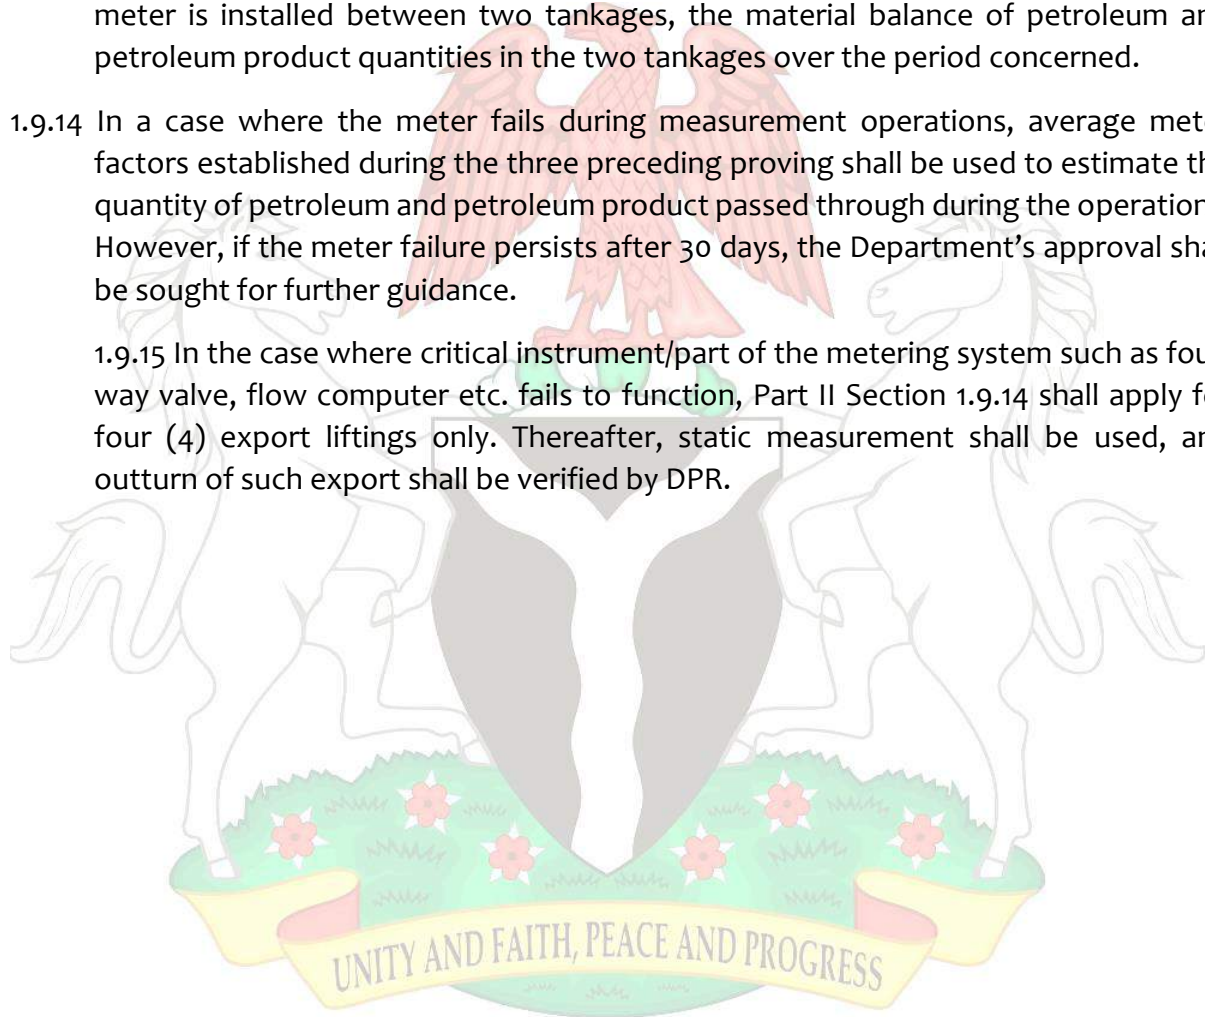 meter is installed between two tankages, the material balance of petroleum an
petroleum product quantities in the two tankages over the period concerned.
1.9.14 In a case where the meter fails during measurement operations, average mete
factors established during the three preceding proving shall be used to estimate th
quantity of petroleum and petroleum product passed through during the operation
However, if the meter failure persists after 30 days, the Department's approval sha
be sought for further guidance.
1.9.15 In the case where critical instrument/part of the metering system such as fou
way valve, flow computer etc. fails to function, Part II Section 1.9.14 shall apply fo
four (4) export liftings only. Thereafter, static measurement shall be used, an
outturn of such export shall be verified by DPR.
UNITY AND FAITH, PEACE AND PROGRESS